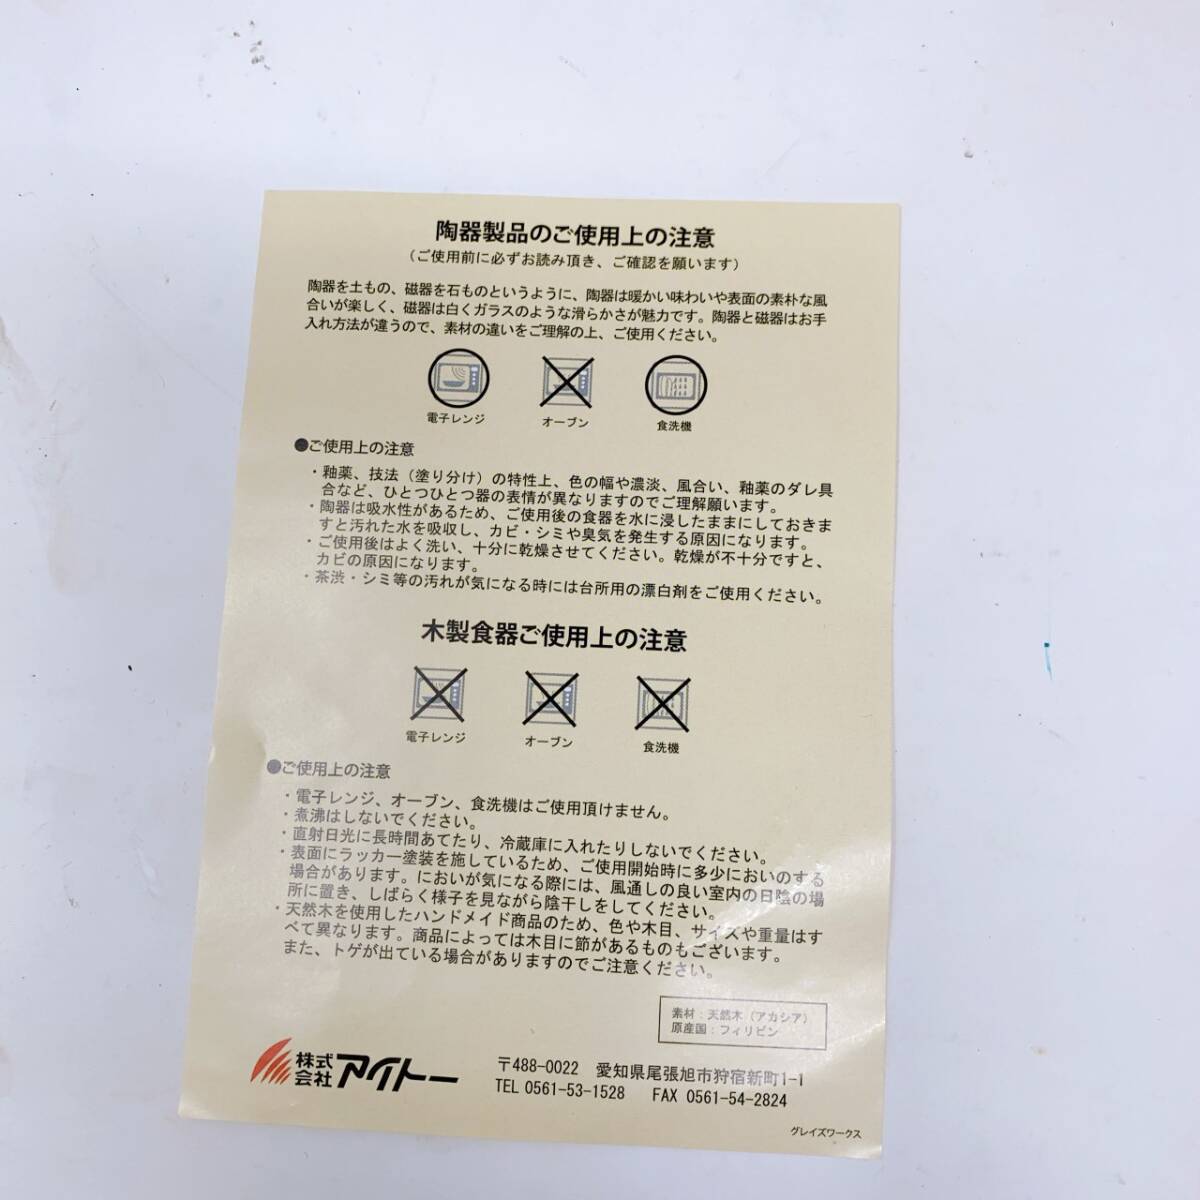 陶器製品のご使用上の注意
(ご使用前に必ずお読み頂き、ご確認を願います)
陶器を土もの、磁器を石ものというように、陶器は暖かい味わいや表面の素朴な風
合いが楽しく、磁器は白くガラスのような滑らかさが魅力です。陶器と磁器はお手
入れ方法が違うので、素材の違いをご理解の上、ご使用ください。
電子レンジ オーブン 食洗機
●ご使用上の注意
・釉薬、技法（塗り分け）の特性上、色の幅や濃淡、風合い、釉薬のダレ具
合など、ひとつひとつ器の表情が異なりますのでご理解願います。
・陶器は吸水性があるため、ご使用後の食器を水に浸したままにしておきま
すと汚れた水を吸収し、カビ・シミや臭気を発生する原因になります。
・ご使用後はよく洗い、十分に乾燥させてください。乾燥が不十分ですと、
カビの原因になります。
・茶渋・シミ等の汚れが気になる時には台所用の漂白剤をご使用ください。
木製食器ご使用上の注意
電子レンジ オーブン 食洗機
●ご使用上の注意
・電子レンジ、オーブン、食洗機はご使用頂けません。
・煮沸はしないでください。
・直射日光に長時間あてたり、冷蔵庫に入れたりしないでください。
・表面にラッカー塗装を施しているため、ご使用開始時に多少においのする
場合があります。においが気になる際には、風通しの良い室内の日陰の場
所に置き、しばらく様子を見ながら陰干しをしてください。
・天然木を使用したハンドメイド商品のため、色や木目、サイズや重量はす
べて異なります。商品によっては木目に節があるものもございます。
また、トゲが出ている場合がありますのでご注意ください。
素材：天然木（アカシア）
原産国：フィリピン
株式会社 アイトー
〒488-0022 愛知県尾張旭市狩宿新町1-1
TEL 0561-53-1528 FAX 0561-54-2824
グレイズワークス